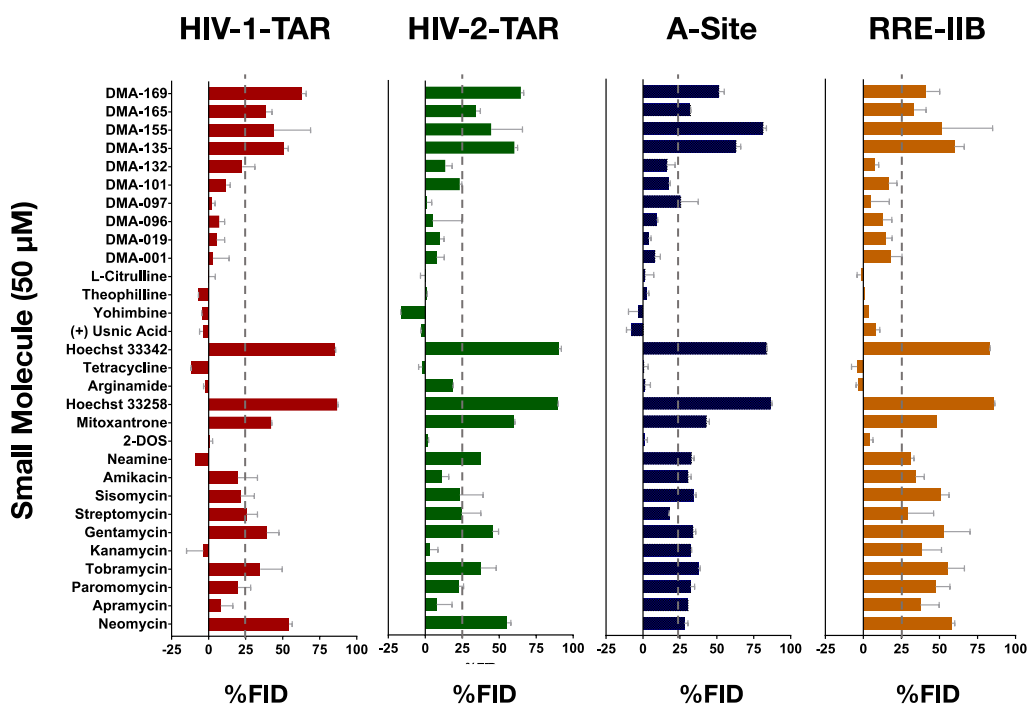 HIV-1-TAR HIV-2-TAR A-Site RRE-IIB
Small Molecule (50 µM)
DMA-169
DMA-165
DMA-155
DMA-135
DMA-132
DMA-101
DMA-097
DMA-096
DMA-019
DMA-001
L-Citrulline
Theophilline
Yohimbine
(+) Usnic Acid
Hoechst 33342
Tetracycline
Arginamide
Hoechst 33258
Mitoxantrone
2-DOS
Neamine
Amikacin
Sisomycin
Streptomycin
Gentamycin
Kanamycin
Tobramycin
Paromomycin
Apramycin
Neomycin
-25 0 25 50 75 100 -25 0 25 50 75 100 -25 0 25 50 75 100 -25 0 25 50 75 100
%FID %FID %FID %FID